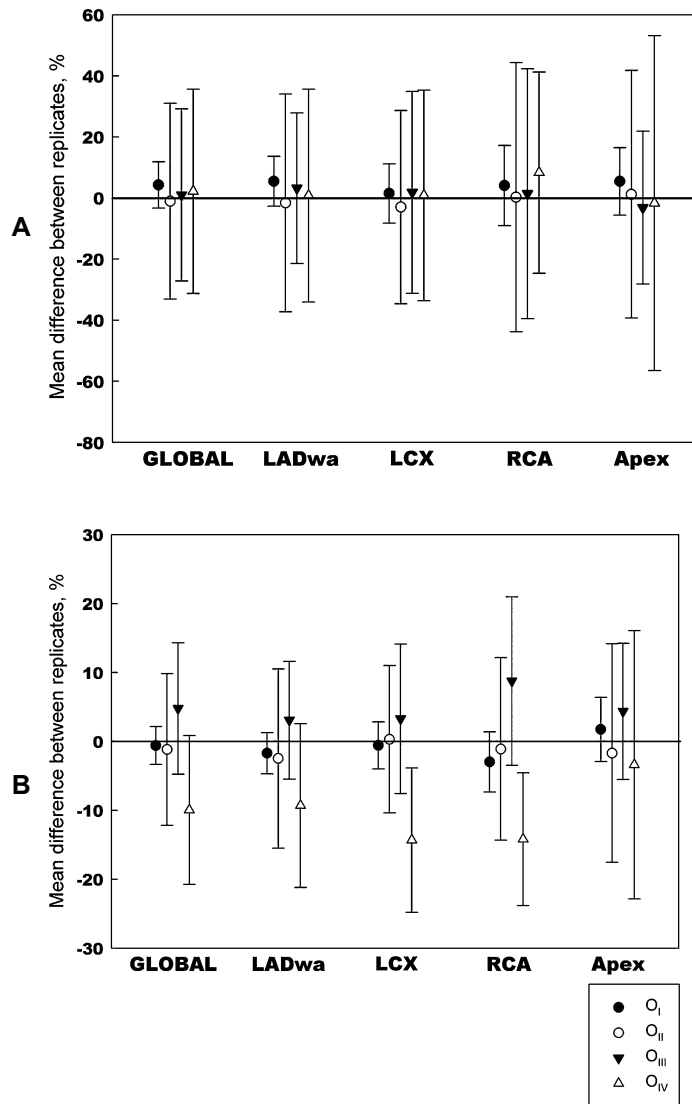 60
40
20
0
-20
-40
-60
-80
Mean difference between replicates, %
A
GLOBAL LADwa LCX RCA Apex
30
20
10
0
-10
-20
-30
Mean difference between replicates, %
B
GLOBAL LADwa LCX RCA Apex
O_I
O_II
O_III
O_IV